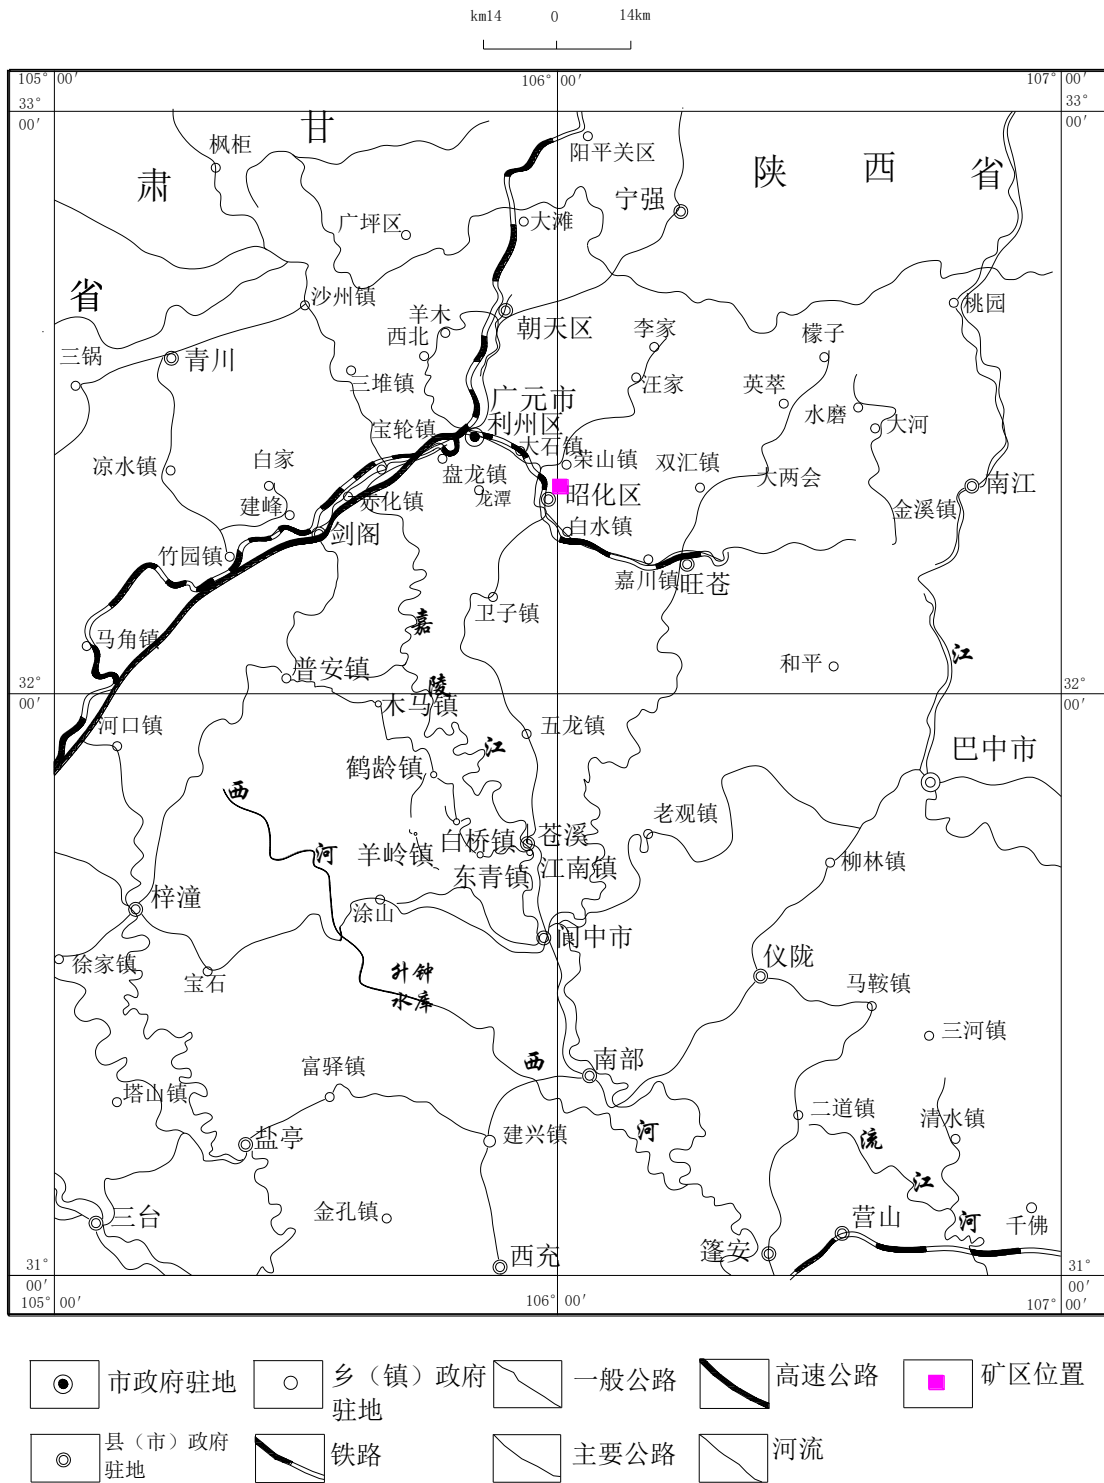 km14 0 14km
105° 00′ 106° 00′ 107° 00′
33° 00′ 33° 00′
甘
枫柜
阳平关区
肃
陕 西 省
宁强
广坪区
大滩
省
沙州镇
桃园
羊木
朝天区
李家
檬子
西北
三锅
青川
三堆镇
汪家
英萃
广元市
水磨
大河
宝轮镇
利州区
大石镇
凉水镇
白家
盘龙镇
荣山镇
双汇镇
大两会
南江
龙潭
昭化区
建峰
赤化镇
金溪镇
剑阁
白水镇
竹园镇
嘉川镇
旺苍
卫子镇
嘉
马角镇
江
普安镇
和平
陵
32° 00′ 32° 00′
木马镇
河口镇
五龙镇
江
巴中市
鹤龄镇
西
老观镇
白桥镇
苍溪
河
羊岭镇
江南镇
柳林镇
东青镇
梓潼
涂山
阆中市
仪陇
徐家镇
宝石
升钟
水库
马鞍镇
三河镇
西
南部
富驿镇
塔山镇
二道镇
清水镇
盐亭
建兴镇
河
流
江
三台
金孔镇
营山
河
千佛
西充
篷安
31° 00′ 31° 00′
105° 00′ 106° 00′ 107° 00′
市政府驻地
乡（镇）政府
驻地
一般公路
高速公路
矿区位置
县（市）政府
驻地
铁路
主要公路
河流